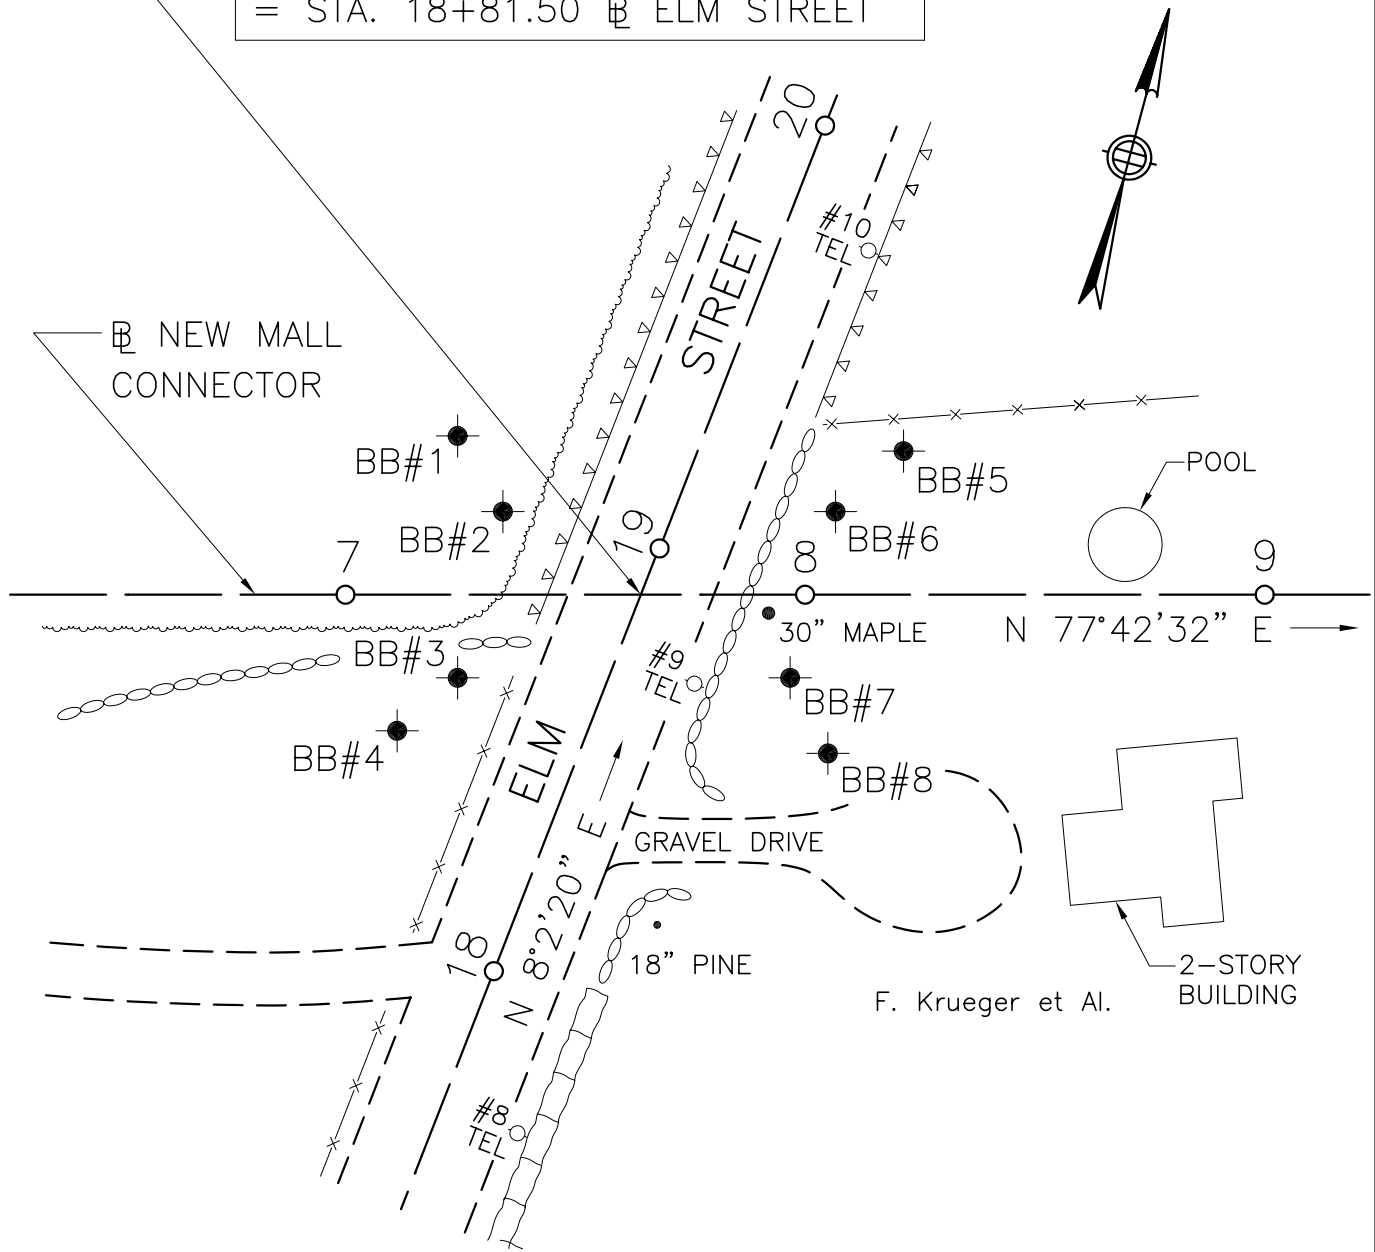 = STA. 18+81.50 ℄ ELM STREET
20
#10
TEL
STREET
℄ NEW MALL
CONNECTOR
BB#1
BB#5
POOL
BB#2
19
BB#6
7
8
9
30” MAPLE
N 77°42’32” E
BB#3
#9
TEL
BB#7
BB#4
ELM
BB#8
GRAVEL DRIVE
N 8°2’20” E
18
18” PINE
2-STORY
BUILDING
F. Krueger et Al.
#8
TEL